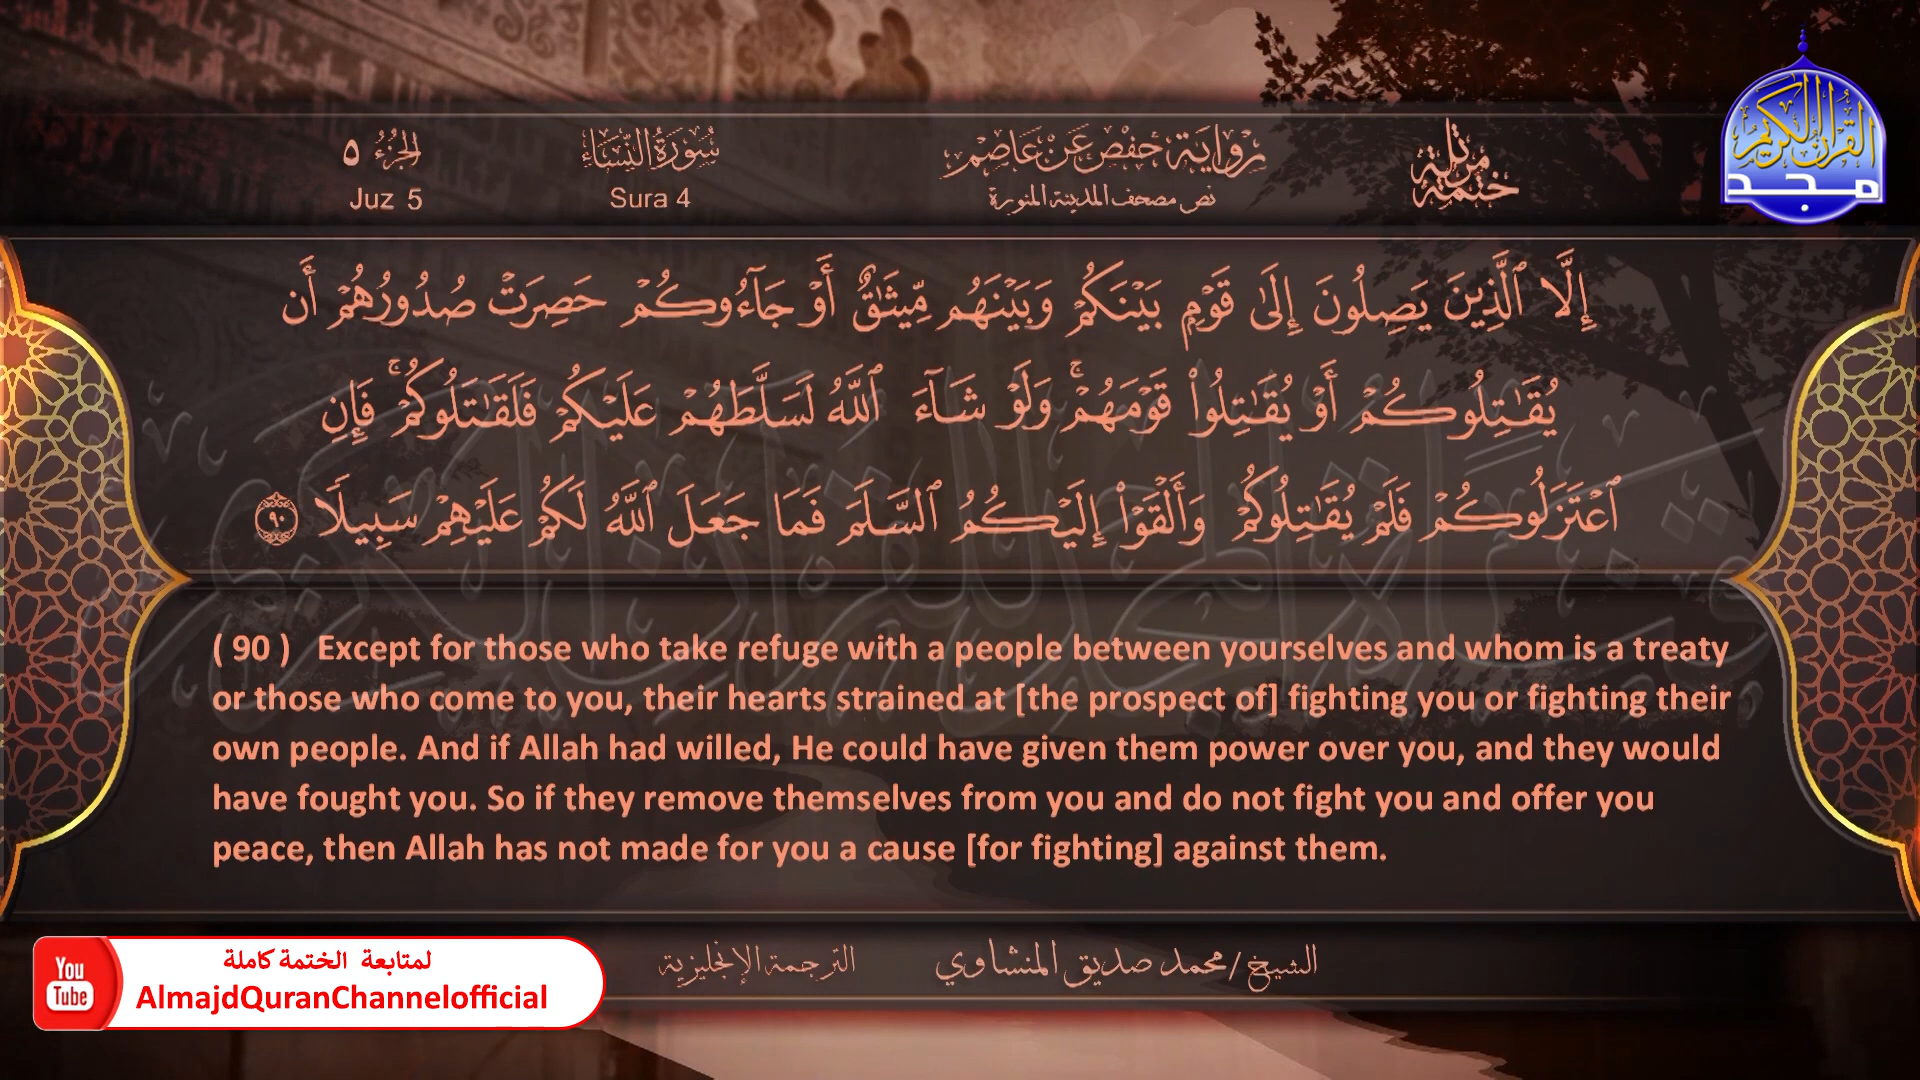 الجزء ٥
سورة النساء
رواية حفص عن عاصم
ختمة مرتلة
القرآن الكريم
مجد
Juz 5
Sura 4
نص مصحف المدينة المنورة
إِلَّا ٱلَّذِينَ يَصِلُونَ إِلَىٰ قَوْمِۭ بَيْنَكُمْ وَبَيْنَهُم مِّيثَـٰقٌ أَوْ جَآءُوكُمْ حَصِرَتْ صُدُورُهُمْ أَن
يُقَـٰتِلُوكُمْ أَوْ يُقَـٰتِلُوا۟ قَوْمَهُمْ ۚ وَلَوْ شَآءَ ٱللَّهُ لَسَلَّطَهُمْ عَلَيْكُمْ فَلَقَـٰتَلُوكُمْ ۚ فَإِنِ
ٱعْتَزَلُوكُمْ فَلَمْ يُقَـٰتِلُوكُمْ وَأَلْقَوْا۟ إِلَيْكُمُ ٱلسَّلَمَ فَمَا جَعَلَ ٱللَّهُ لَكُمْ عَلَيْهِمْ سَبِيلًا ٩٠
( 90 ) Except for those who take refuge with a people between yourselves and whom is a treaty
or those who come to you, their hearts strained at [the prospect of] fighting you or fighting their
own people. And if Allah had willed, He could have given them power over you, and they would
have fought you. So if they remove themselves from you and do not fight you and offer you
peace, then Allah has not made for you a cause [for fighting] against them.
You
Tube
لمتابعة الختمة كاملة
AlmajdQuranChannelofficial
الترجمة الإنجليزية
الشيخ / محمد صديق المنشاوي